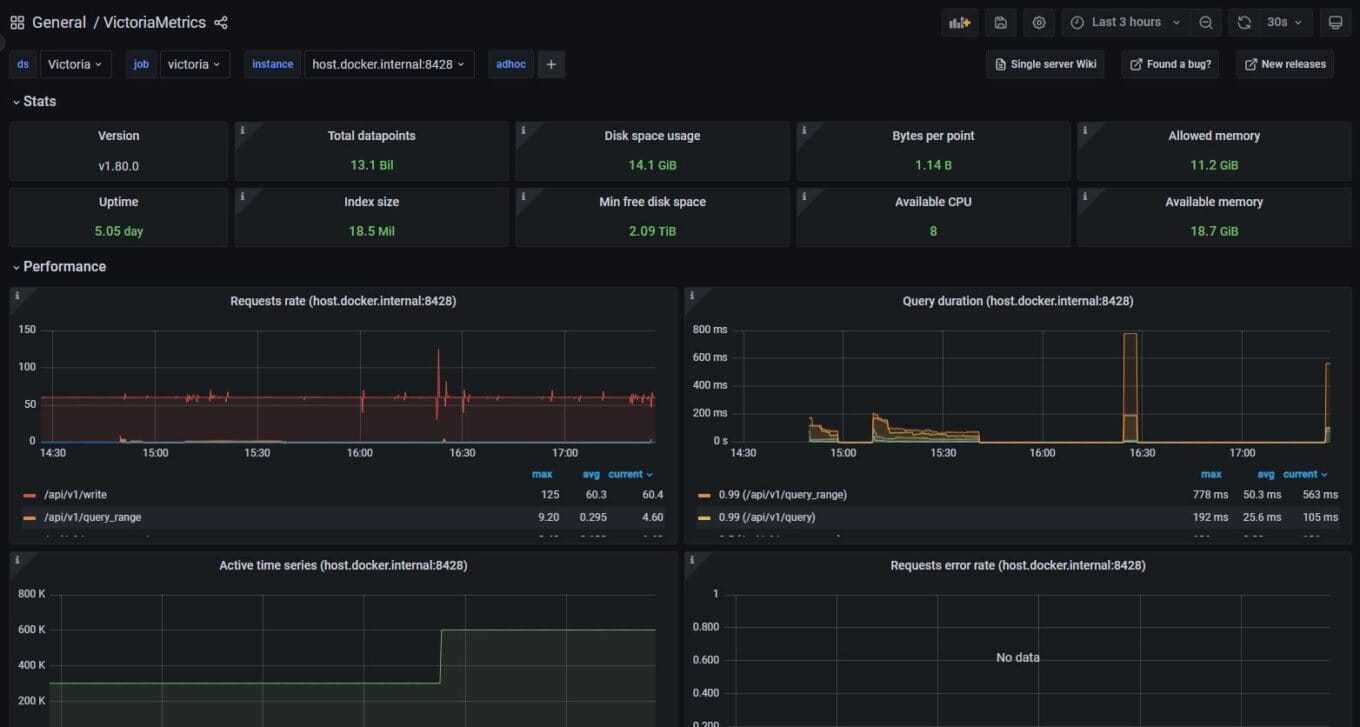 General / VictoriaMetrics
Last 3 hours
30s
ds Victoria job victoria instance host.docker.internal:8428 adhoc +
Single server Wiki Found a bug? New releases
Stats
Version Total datapoints Disk space usage Bytes per point Allowed memory
v1.80.0 13.1 Bil 14.1 GiB 1.14 B 11.2 GiB
Uptime Index size Min free disk space Available CPU Available memory
5.05 day 18.5 Mil 2.09 TiB 8 18.7 GiB
Performance
Requests rate (host.docker.internal:8428)
150
100
50
0
14:30 15:00 15:30 16:00 16:30 17:00
max avg current
/api/v1/write 125 60.3 60.4
/api/v1/query_range 9.20 0.295 4.60
Query duration (host.docker.internal:8428)
800 ms
600 ms
400 ms
200 ms
0 s
14:30 15:00 15:30 16:00 16:30 17:00
max avg current
0.99 (/api/v1/query_range) 778 ms 50.3 ms 563 ms
0.99 (/api/v1/query) 192 ms 25.6 ms 105 ms
Active time series (host.docker.internal:8428)
800 K
600 K
400 K
200 K
Requests error rate (host.docker.internal:8428)
1
0.800
0.600
0.400
0.200
No data